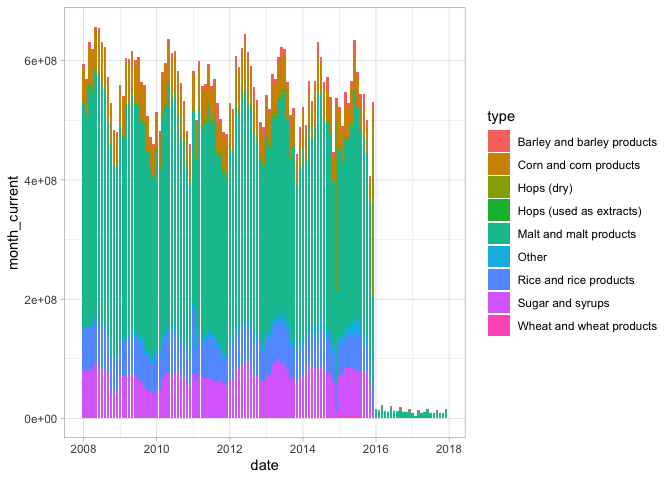 6e+08
4e+08
2e+08
0e+00
month_current
2008
2010
2012
2014
2016
2018
date
type
Barley and barley products
Corn and corn products
Hops (dry)
Hops (used as extracts)
Malt and malt products
Other
Rice and rice products
Sugar and syrups
Wheat and wheat products